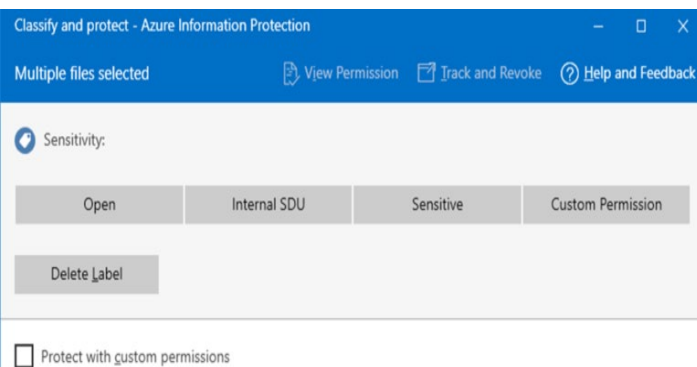 Classify and protect - Azure Information Protection
Multiple files selected View Permission Track and Revoke ? Help and Feedback
Sensitivity:
Open Internal SDU Sensitive Custom Permission
Delete Label
Protect with custom permissions